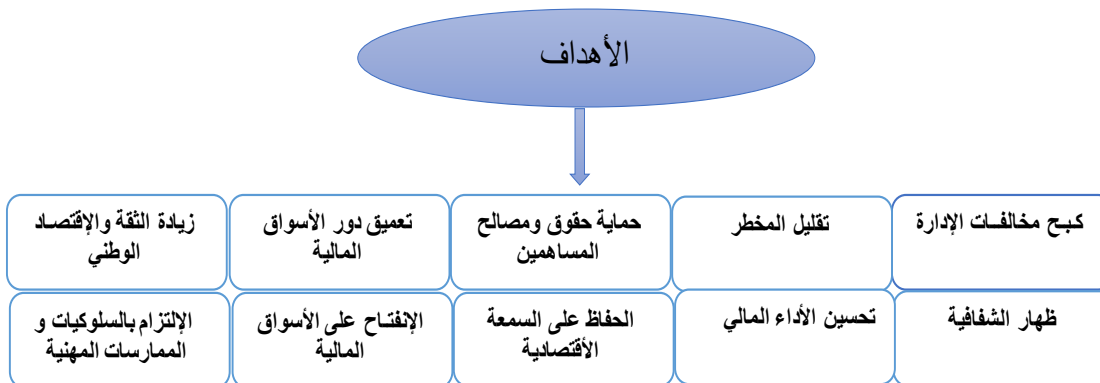 الأهداف
كبح مخالفات الإدارة
تقليل المخطر
حماية حقوق ومصالح
المساهمين
تعميق دور الأسواق
المالية
زيادة الثقة والإقتصاد
الوطني
ظهار الشفافية
تحسين الأداء المالي
الحفاظ على السمعة
الأقتصادية
الإنفتاح على الأسواق
المالية
الإلتزام بالسلوكيات و
الممارسات المهنية